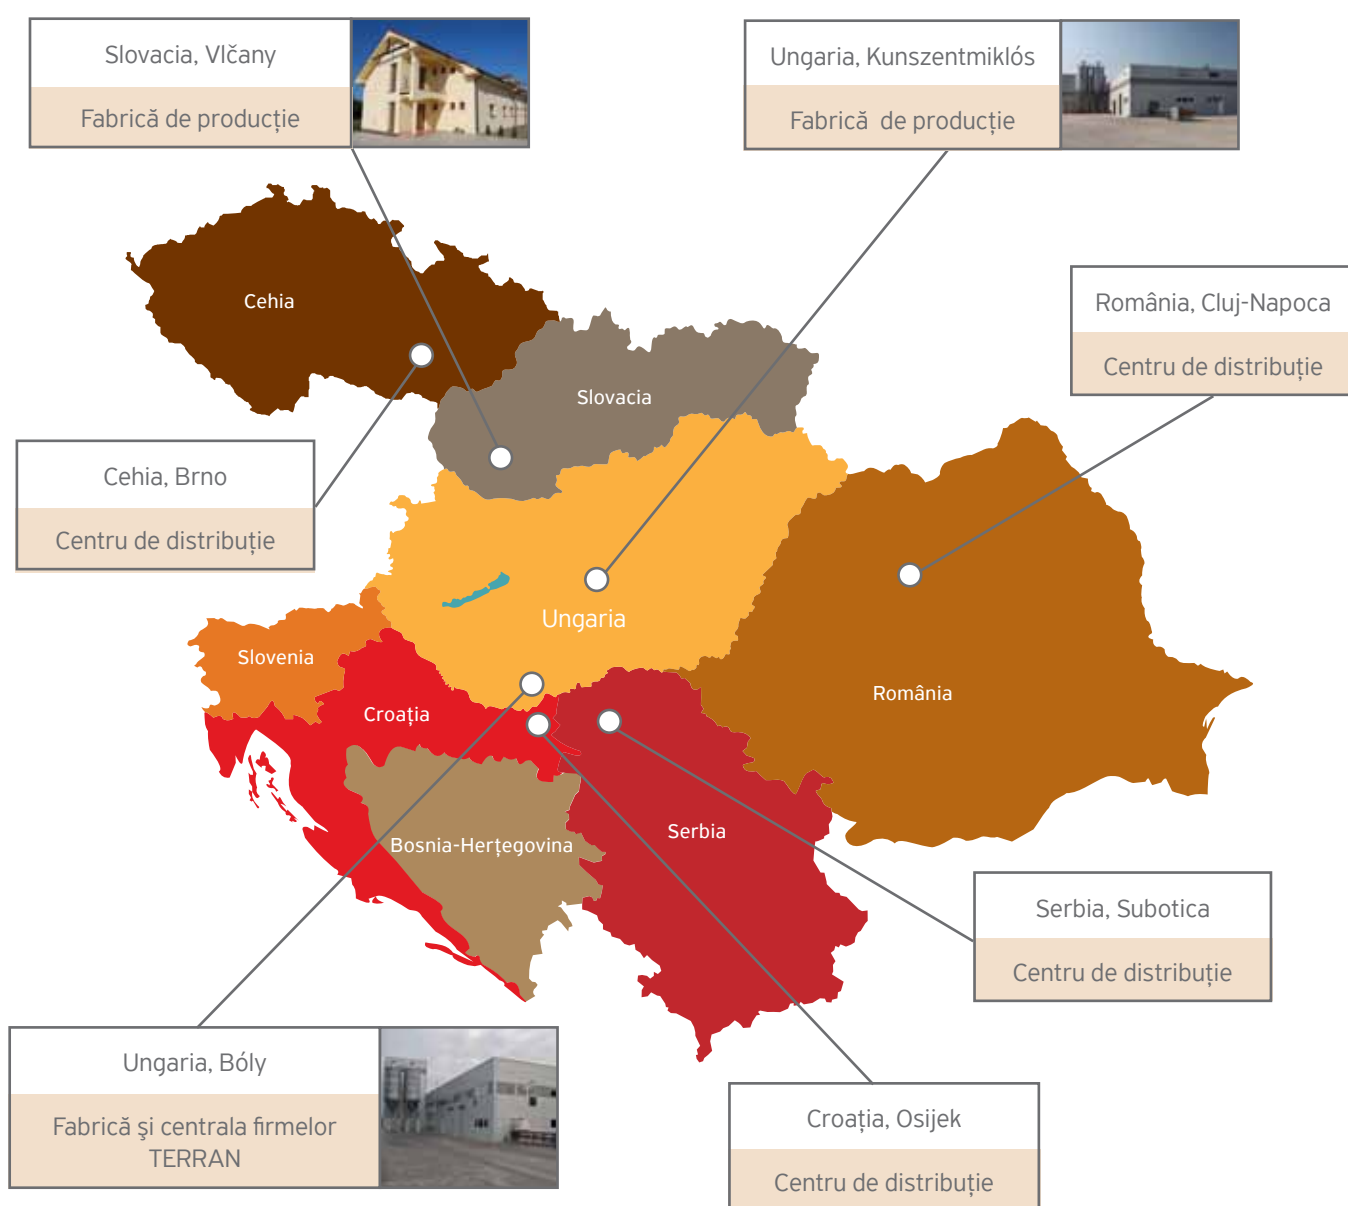 Slovacia, Vlčany
Fabrică de producție
Ungaria, Kunszentmiklós
Fabrică de producție
România, Cluj-Napoca
Centru de distribuție
Cehia
Slovacia
Cehia, Brno
Centru de distribuție
Ungaria
Slovenia
Croația
România
Bosnia-Herțegovina
Serbia
Serbia, Subotica
Centru de distribuție
Ungaria, Bóly
Fabrică şi centrala firmelor
TERRAN
Croația, Osijek
Centru de distribuție